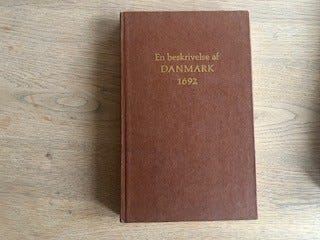 En beskrivelse af
DANMARK
1692